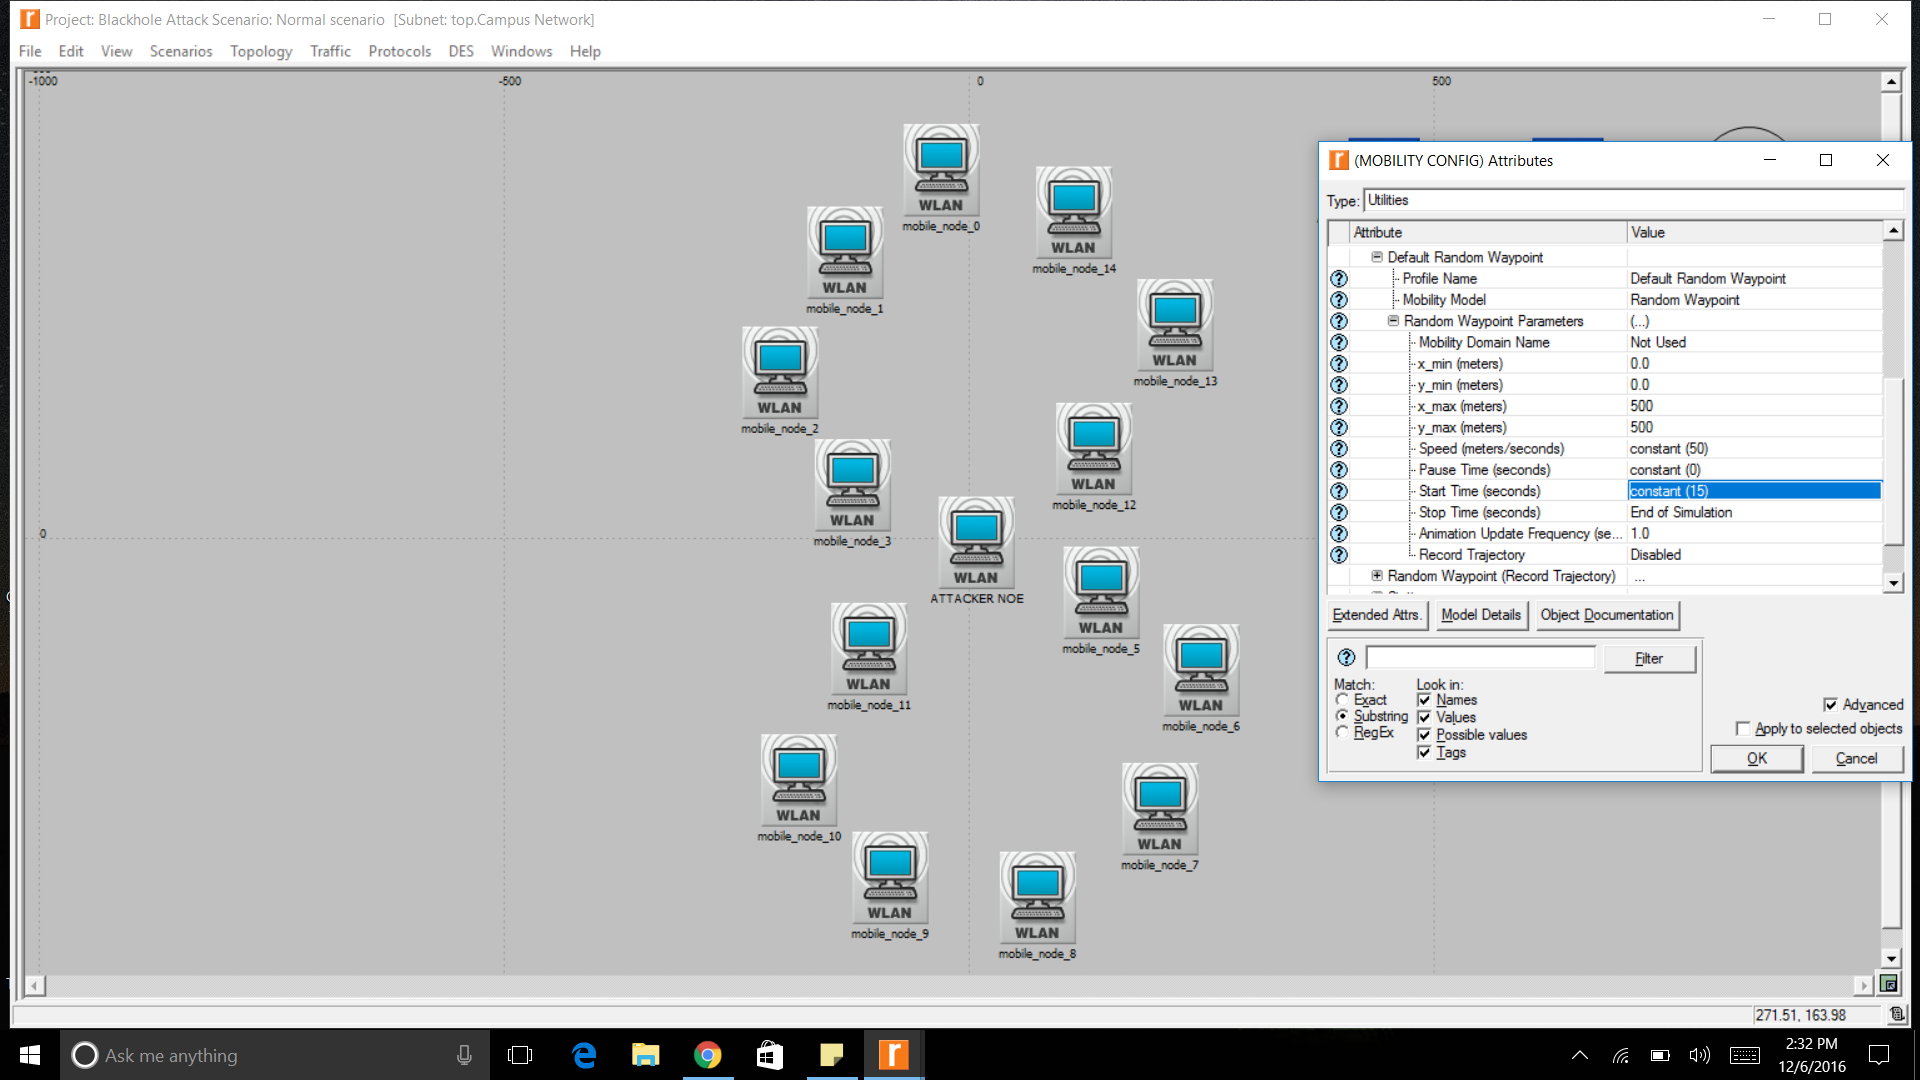 Project: Blackhole Attack Scenario: Normal scenario  [Subnet: top.Campus Network]
File Edit View Scenarios Topology Traffic Protocols DES Windows Help
-1000 -500 0 500
WLAN
mobile_node_0
WLAN
mobile_node_14
WLAN
mobile_node_1
WLAN
mobile_node_13
WLAN
mobile_node_2
WLAN
mobile_node_12
WLAN
mobile_node_3
0
WLAN
ATTACKER NOE
WLAN
mobile_node_5
WLAN
mobile_node_11
WLAN
mobile_node_6
WLAN
mobile_node_10
WLAN
mobile_node_7
WLAN
mobile_node_9
WLAN
mobile_node_8
(MOBILITY CONFIG) Attributes
Type: Utilities
Attribute Value
Default Random Waypoint
Profile Name Default Random Waypoint
Mobility Model Random Waypoint
Random Waypoint Parameters (...)
Mobility Domain Name Not Used
x_min (meters) 0.0
y_min (meters) 0.0
x_max (meters) 500
y_max (meters) 500
Speed (meters/seconds) constant (50)
Pause Time (seconds) constant (0)
Start Time (seconds) constant (15)
Stop Time (seconds) End of Simulation
Animation Update Frequency (se... 1.0
Record Trajectory Disabled
Random Waypoint (Record Trajectory) ...
Extended Attrs. Model Details Object Documentation
Filter
Match: Look in:
Exact Names
Substring Values
RegEx Possible values
Tags
Advanced
Apply to selected objects
OK Cancel
271.51, 163.98
Ask me anything
2:32 PM
12/6/2016